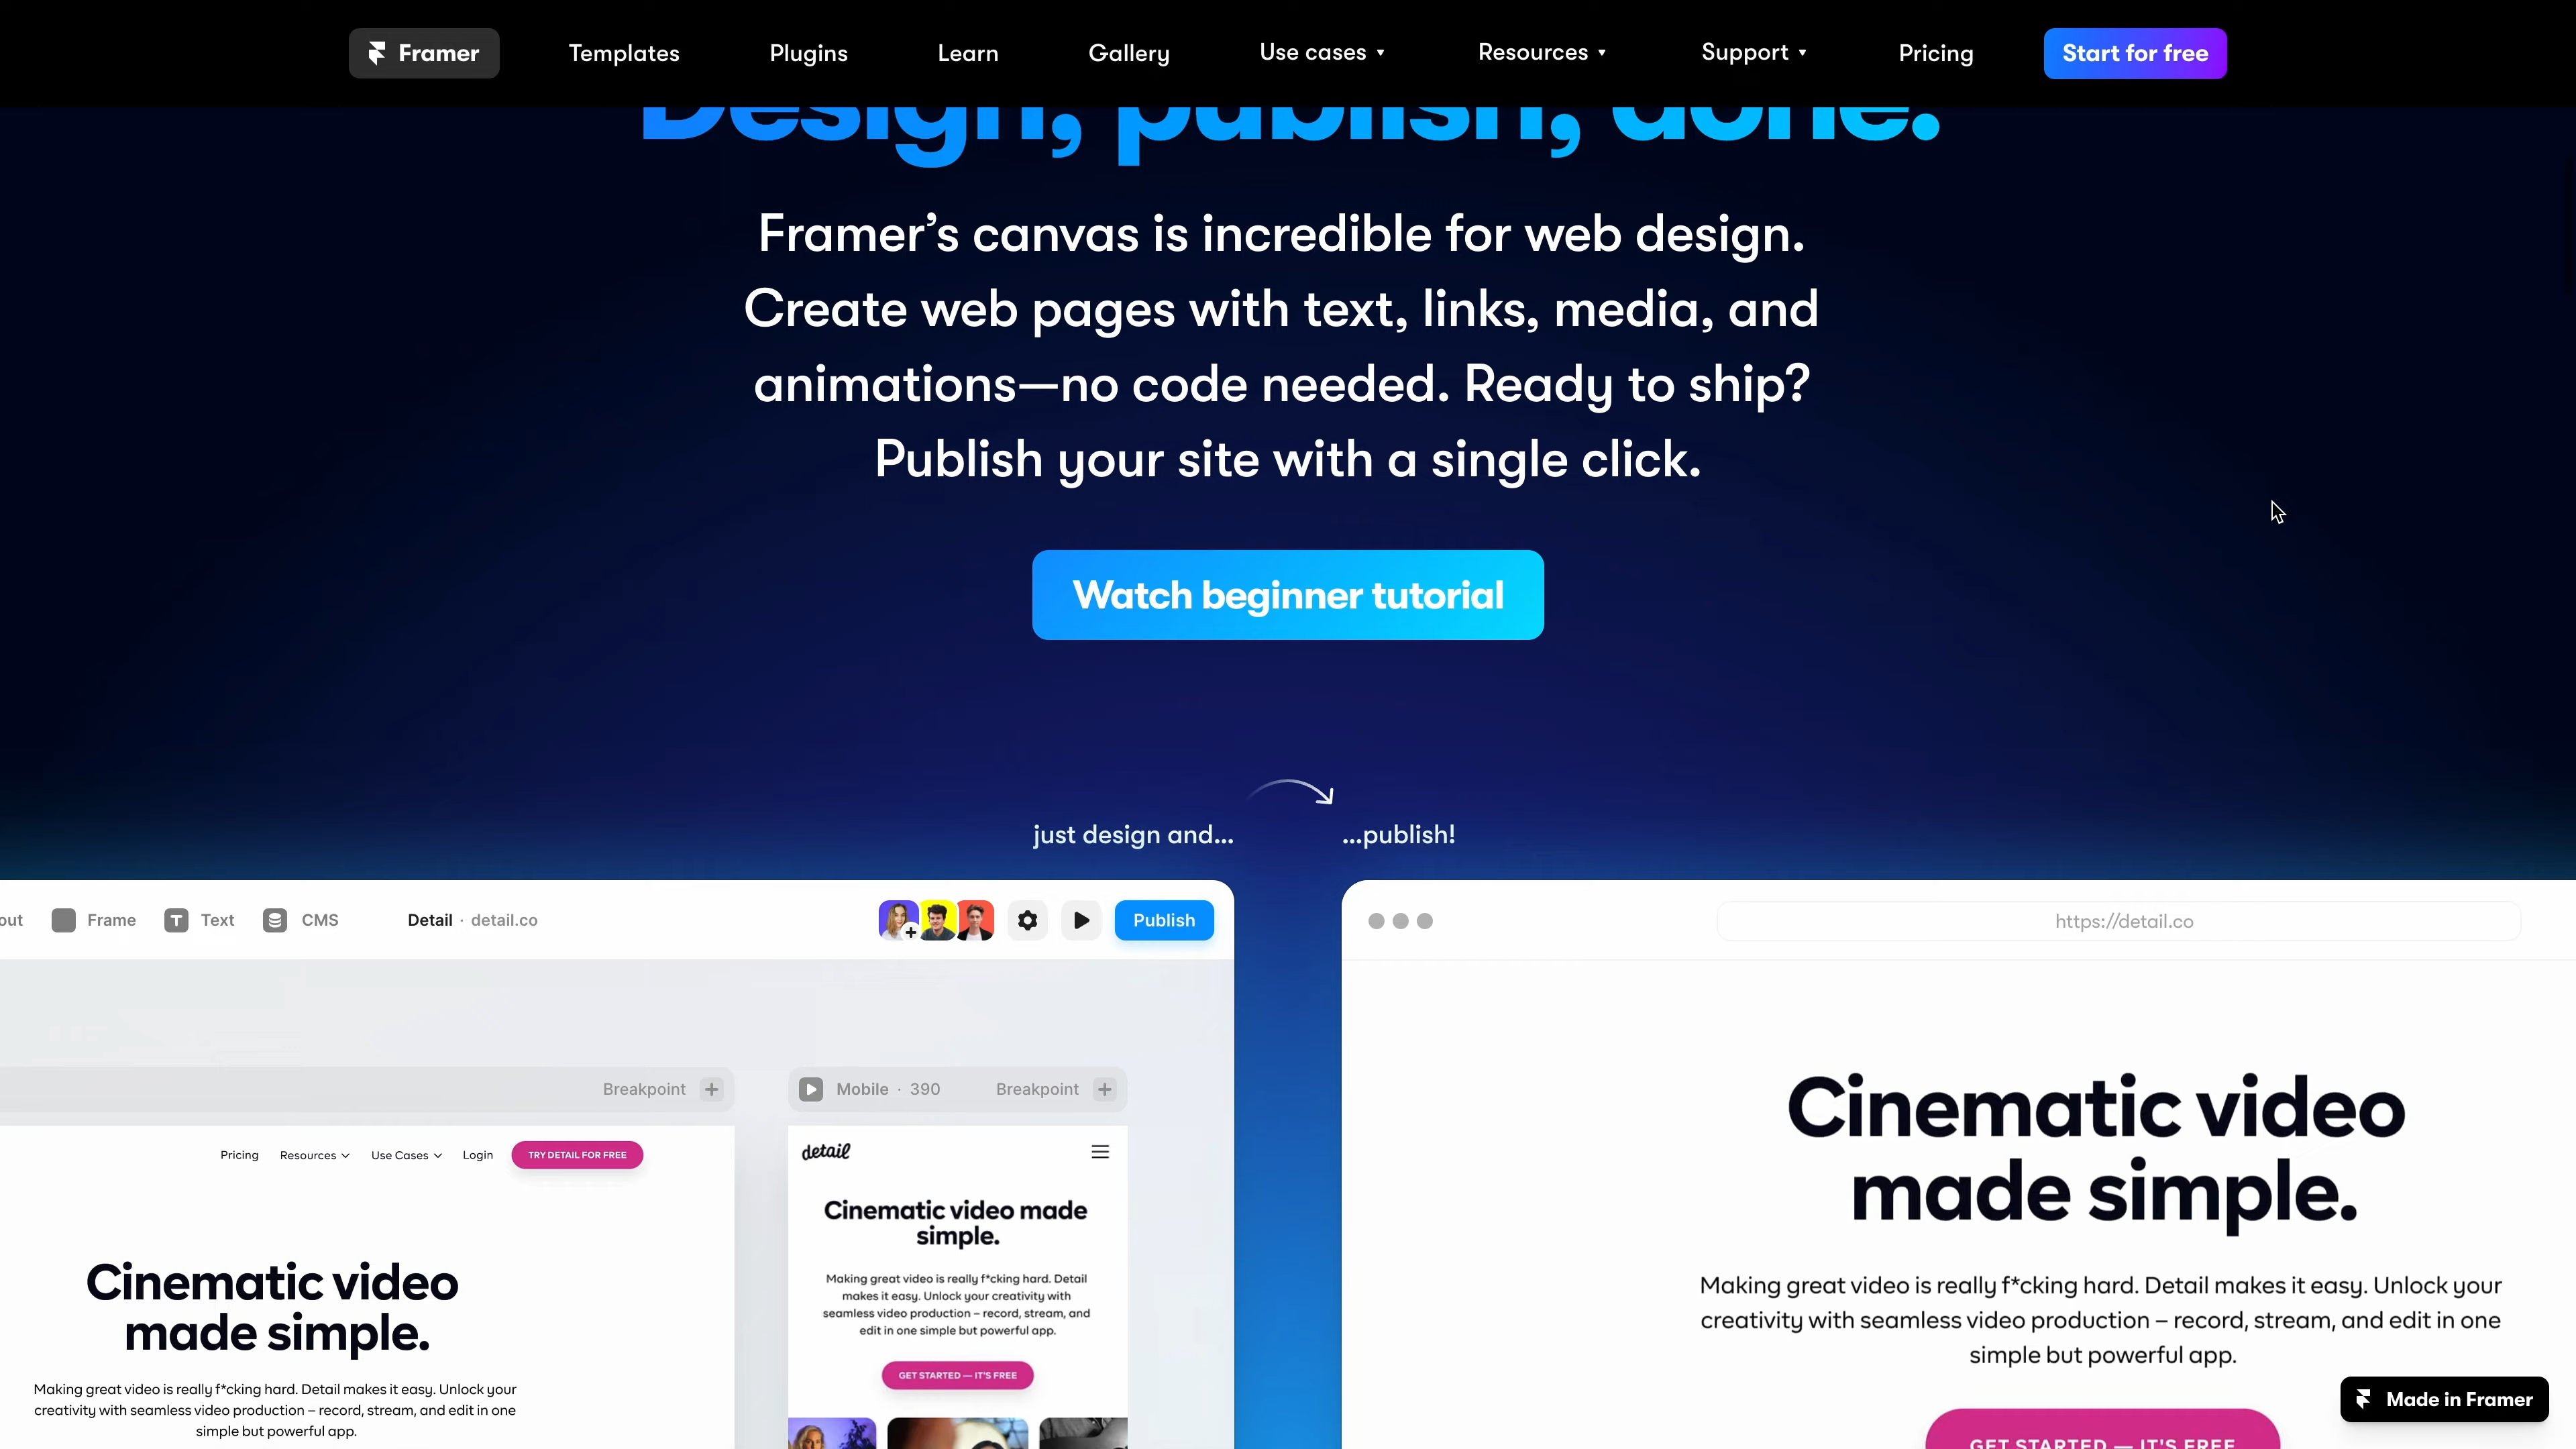 Framer
Templates
Plugins
Learn
Gallery
Use cases
Resources
Support
Pricing
Start for free
Design, publish, done.
Framer’s canvas is incredible for web design.
Create web pages with text, links, media, and
animations—no code needed. Ready to ship?
Publish your site with a single click.
Watch beginner tutorial
just design and...
...publish!
out
Frame
Text
CMS
Detail · detail.co
Publish
https://detail.co
Breakpoint
Mobile · 390
Breakpoint
Pricing
Resources
Use Cases
Login
TRY DETAIL FOR FREE
Cinematic video
made simple.
Making great video is really f*cking hard. Detail makes it easy. Unlock your
creativity with seamless video production – record, stream, and edit in one
simple but powerful app.
detail
Cinematic video made
simple.
Making great video is really f*cking hard. Detail
makes it easy. Unlock your creativity with
seamless video production – record, stream, and
edit in one simple but powerful app.
GET STARTED — IT'S FREE
Cinematic video
made simple.
Making great video is really f*cking hard. Detail makes it easy. Unlock your
creativity with seamless video production – record, stream, and edit in one
simple but powerful app.
GET STARTED — IT'S FREE
Made in Framer